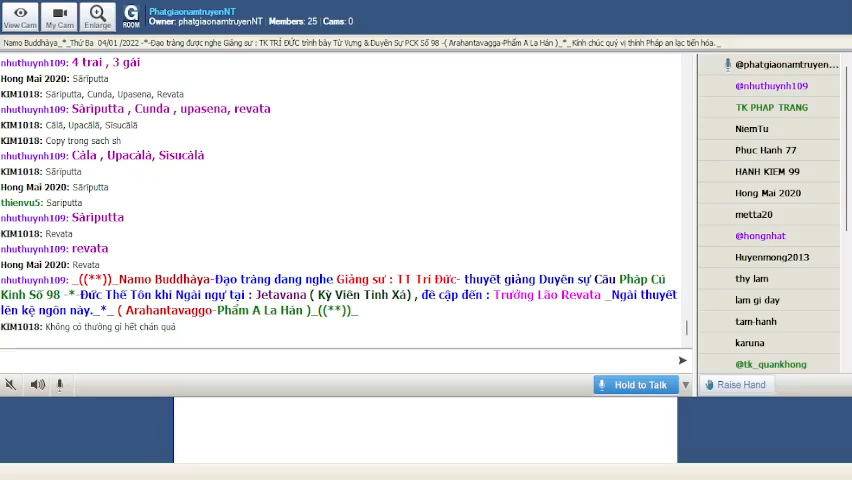 View Cam
My Cam
Enlarge
G ROOM
PhatgiaonamtruyenNT
Owner: phatgiaonamtruyenNT | Members: 25 | Cams: 0
Namo Buddhàya_*_Thứ Ba 04/01 /2022 -*-Đạo tràng được nghe Giảng sư : TK TRÍ ĐỨC trình bày Từ Vựng & Duyên Sự PCK Số 98 -( Arahantavagga-Phẩm A La Hán )_*_ Kính chúc quý vị thính Pháp an lạc tiến hóa. _
nhuthuynh109: 4 trai , 3 gái
Hong Mai 2020: Sāriputta
KIM1018: Sāriputta, Cunda, Upasena, Revata
nhuthuynh109: Sàriputta , Cunda , upasena, revata
KIM1018: Cālā, Upacālā, Sīsucālā
KIM1018: Copy trong sach sh
nhuthuynh109: Càla , Upacàlà, Sìsucàlà
KIM1018: Sāriputta
Hong Mai 2020: Sāriputta
thienvu5: Sariputta
nhuthuynh109: Sàriputta
KIM1018: Revata
nhuthuynh109: revata
Hong Mai 2020: Revata
nhuthuynh109: _((**))_Namo Buddhàya-Đạo tràng đang nghe Giảng sư : TT Trí Đức- thuyết giảng Duyên sự Câu Pháp Cú
Kinh Số 98 -*-Đức Thế Tôn khi Ngài ngự tại : Jetavana ( Kỳ Viên Tinh Xá) , đề cập đến : Trưởng Lão Revata _Ngài thuyết
lên kệ ngôn này._*_ ( Arahantavaggo-Phẩm A La Hán )_((**))_
KIM1018: Không có thường gì hết chán quá
Hold to Talk
@phatgiaonamtruyen...
@nhuthuynh109
TK PHAP TRANG
NiemTu
Phuc Hanh 77
HANH KIEM 99
Hong Mai 2020
metta20
@hongnhat
Huyenmong2013
thy lam
lam gi day
tam-hanh
karuna
@tk_quankhong
Raise Hand